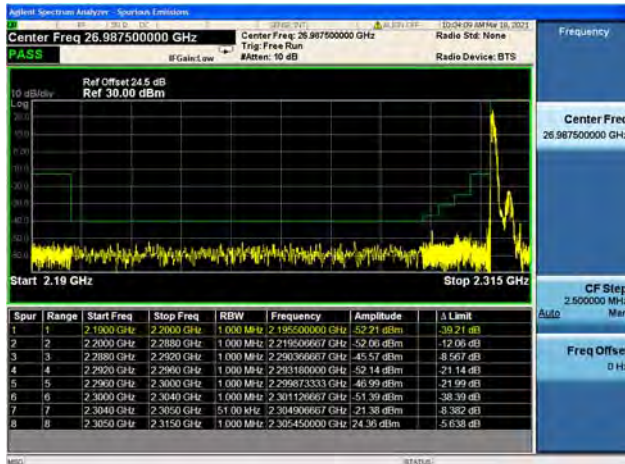 Agilent Spectrum Analyzer - Spurious Emissions
10:04:09 AM Mar 18, 2021
Center Freq 26.987500000 GHz
Center Freq: 26.987500000 GHz
Radio Std: None
Trig: Free Run
PASS
IFGain:Low
#Atten: 10 dB
Radio Device: BTS
Frequency
Ref Offset 24.5 dB
10 dB/div
Ref 30.00 dBm
Log
Center Freq
26.987500000 GHz
Start 2.19 GHz
Stop 2.315 GHz
CF Step
2.500000 MHz
Auto
Man
Freq Offset
0 Hz
Spur Range Start Freq Stop Freq RBW Frequency Amplitude Δ Limit
1 1 2.1900 GHz 2.2000 GHz 1.000 MHz 2.195500000 GHz -52.21 dBm -39.21 dB
2 2 2.2000 GHz 2.2880 GHz 1.000 MHz 2.219506667 GHz -52.06 dBm -12.06 dB
3 3 2.2880 GHz 2.2920 GHz 1.000 MHz 2.290366667 GHz -45.57 dBm -8.567 dB
4 4 2.2920 GHz 2.2960 GHz 1.000 MHz 2.293180000 GHz -52.14 dBm -21.14 dB
5 5 2.2960 GHz 2.3000 GHz 1.000 MHz 2.299873333 GHz -46.99 dBm -21.99 dB
6 6 2.3000 GHz 2.3040 GHz 1.000 MHz 2.301126667 GHz -51.39 dBm -38.39 dB
7 7 2.3040 GHz 2.3050 GHz 51.00 kHz 2.304906667 GHz -21.38 dBm -8.382 dB
8 8 2.3050 GHz 2.3150 GHz 1.000 MHz 2.305450000 GHz 24.36 dBm -5.638 dB
MSG
STATUS